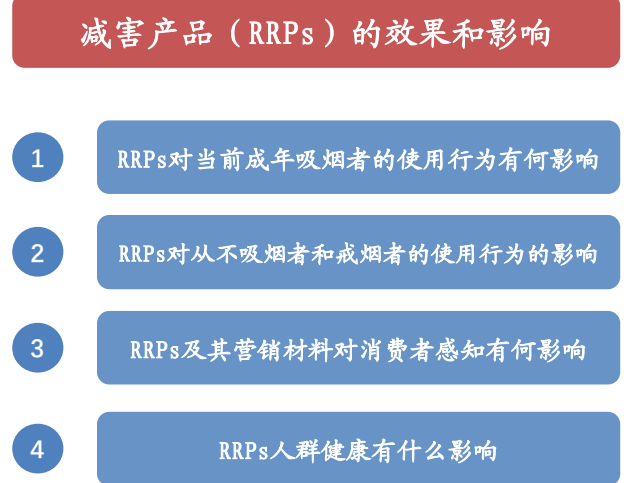 减害产品（RRPs）的效果和影响
1
RRPs对当前成年吸烟者的使用行为有何影响
2
RRPs对从不吸烟者和戒烟者的使用行为的影响
3
RRPs及其营销材料对消费者感知有何影响
4
RRPs人群健康有什么影响